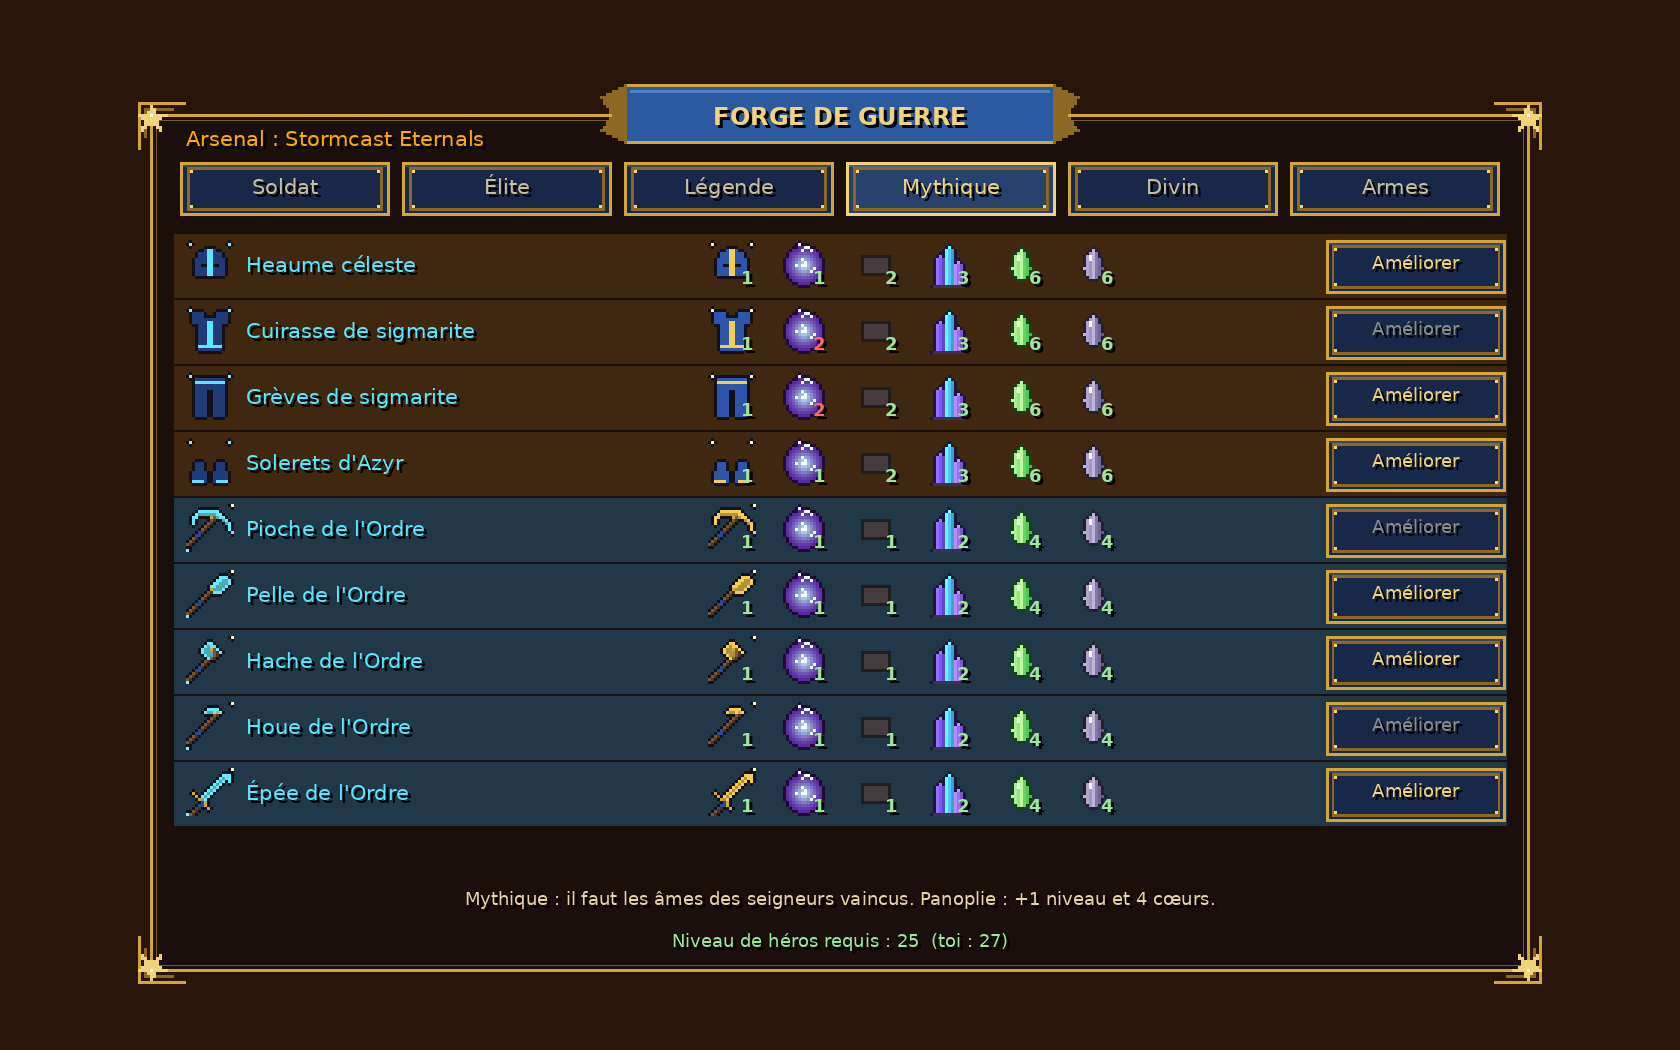 FORGE DE GUERRE
Arsenal : Stormcast Eternals
Soldat Élite Légende Mythique Divin Armes
Heaume céleste 1 1 2 3 6 6 Améliorer
Cuirasse de sigmarite 1 2 2 3 6 6 Améliorer
Grèves de sigmarite 1 2 2 3 6 6 Améliorer
Solerets d'Azyr 1 1 2 3 6 6 Améliorer
Pioche de l'Ordre 1 1 1 2 4 4 Améliorer
Pelle de l'Ordre 1 1 1 2 4 4 Améliorer
Hache de l'Ordre 1 1 1 2 4 4 Améliorer
Houe de l'Ordre 1 1 1 2 4 4 Améliorer
Épée de l'Ordre 1 1 1 2 4 4 Améliorer
Mythique : il faut les âmes des seigneurs vaincus. Panoplie : +1 niveau et 4 cœurs.
Niveau de héros requis : 25 (toi : 27)